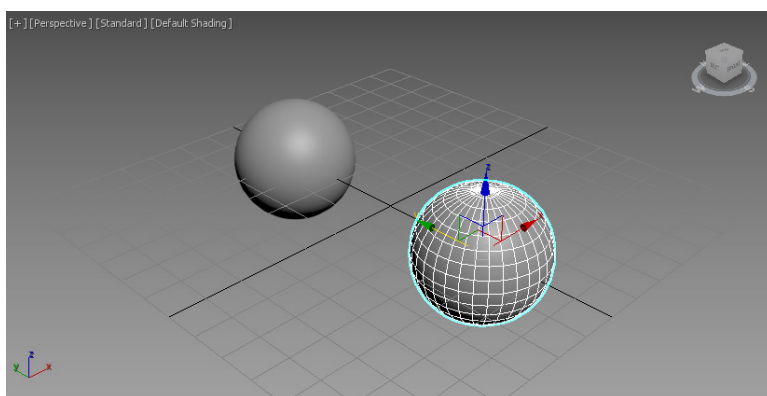 [+] [Perspective] [Standard] [Default Shading]
z
x
z
y
x